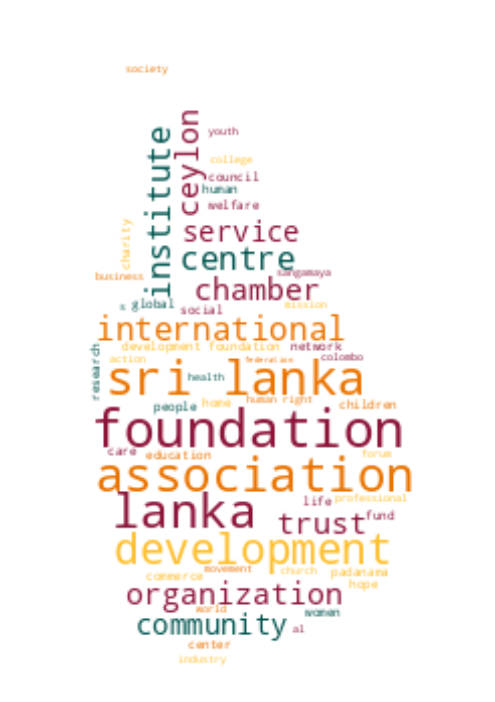 society
institute
ceylon
youth
college
council
human
welfare
charity
service
centre
sangamaya
business
chamber
s global
social
mission
international
research
development foundation
network
action
federation
colombo
sri lanka
health
people
home
human right
children
foundation
care
education
forum
association
lanka
life
professional
trust
fund
development
commerce
movement
church
padanama
hope
organization
world
women
community
al
center
industry